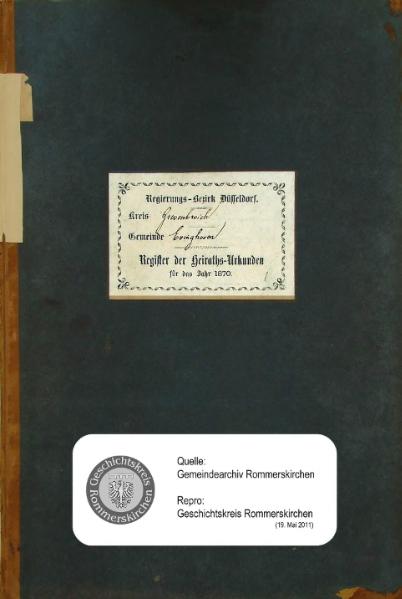 Regierungs-Bezirk Düsseldorf.
Kreis Grevenbroich
Gemeinde Evinghoven
Register der Heiraths-Urkunden
für das Jahr 1870.
Geschichtskreis
Rommerskirchen
Quelle:
Gemeindearchiv Rommerskirchen
Repro:
Geschichtskreis Rommerskirchen
(19. Mai 2011)